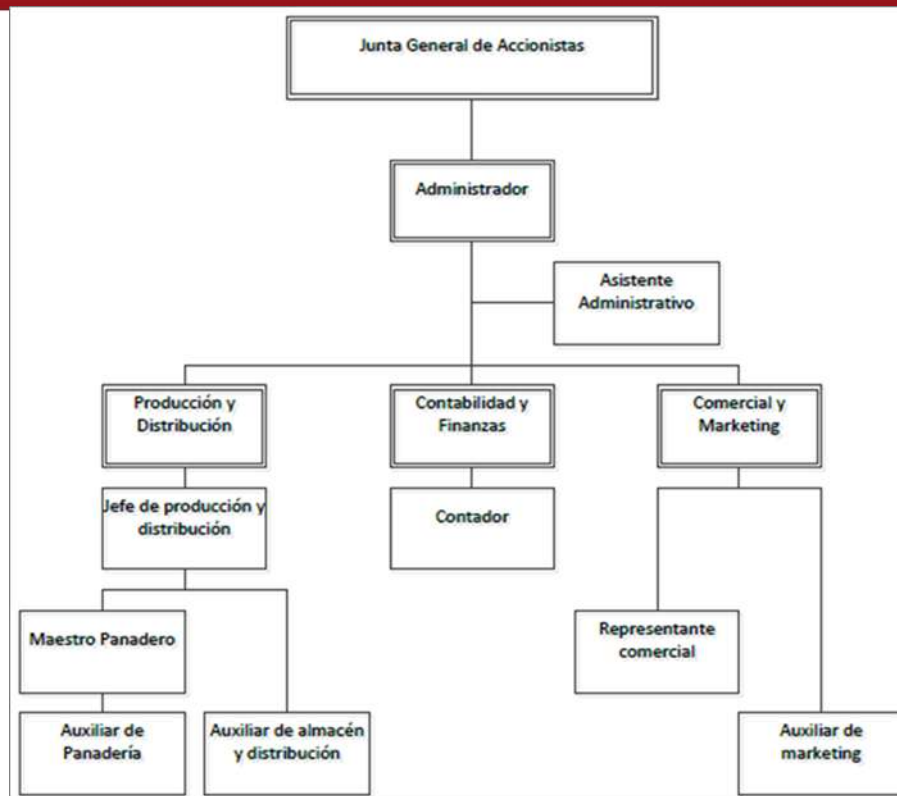 Junta General de Accionistas
Administrador
Asistente
Administrativo
Producción y
Distribución
Contabilidad y
Finanzas
Comercial y
Marketing
Jefe de producción y
distribución
Contador
Maestro Panadero
Representante
comercial
Auxiliar de
Panadería
Auxiliar de almacén
y distribución
Auxiliar de
marketing